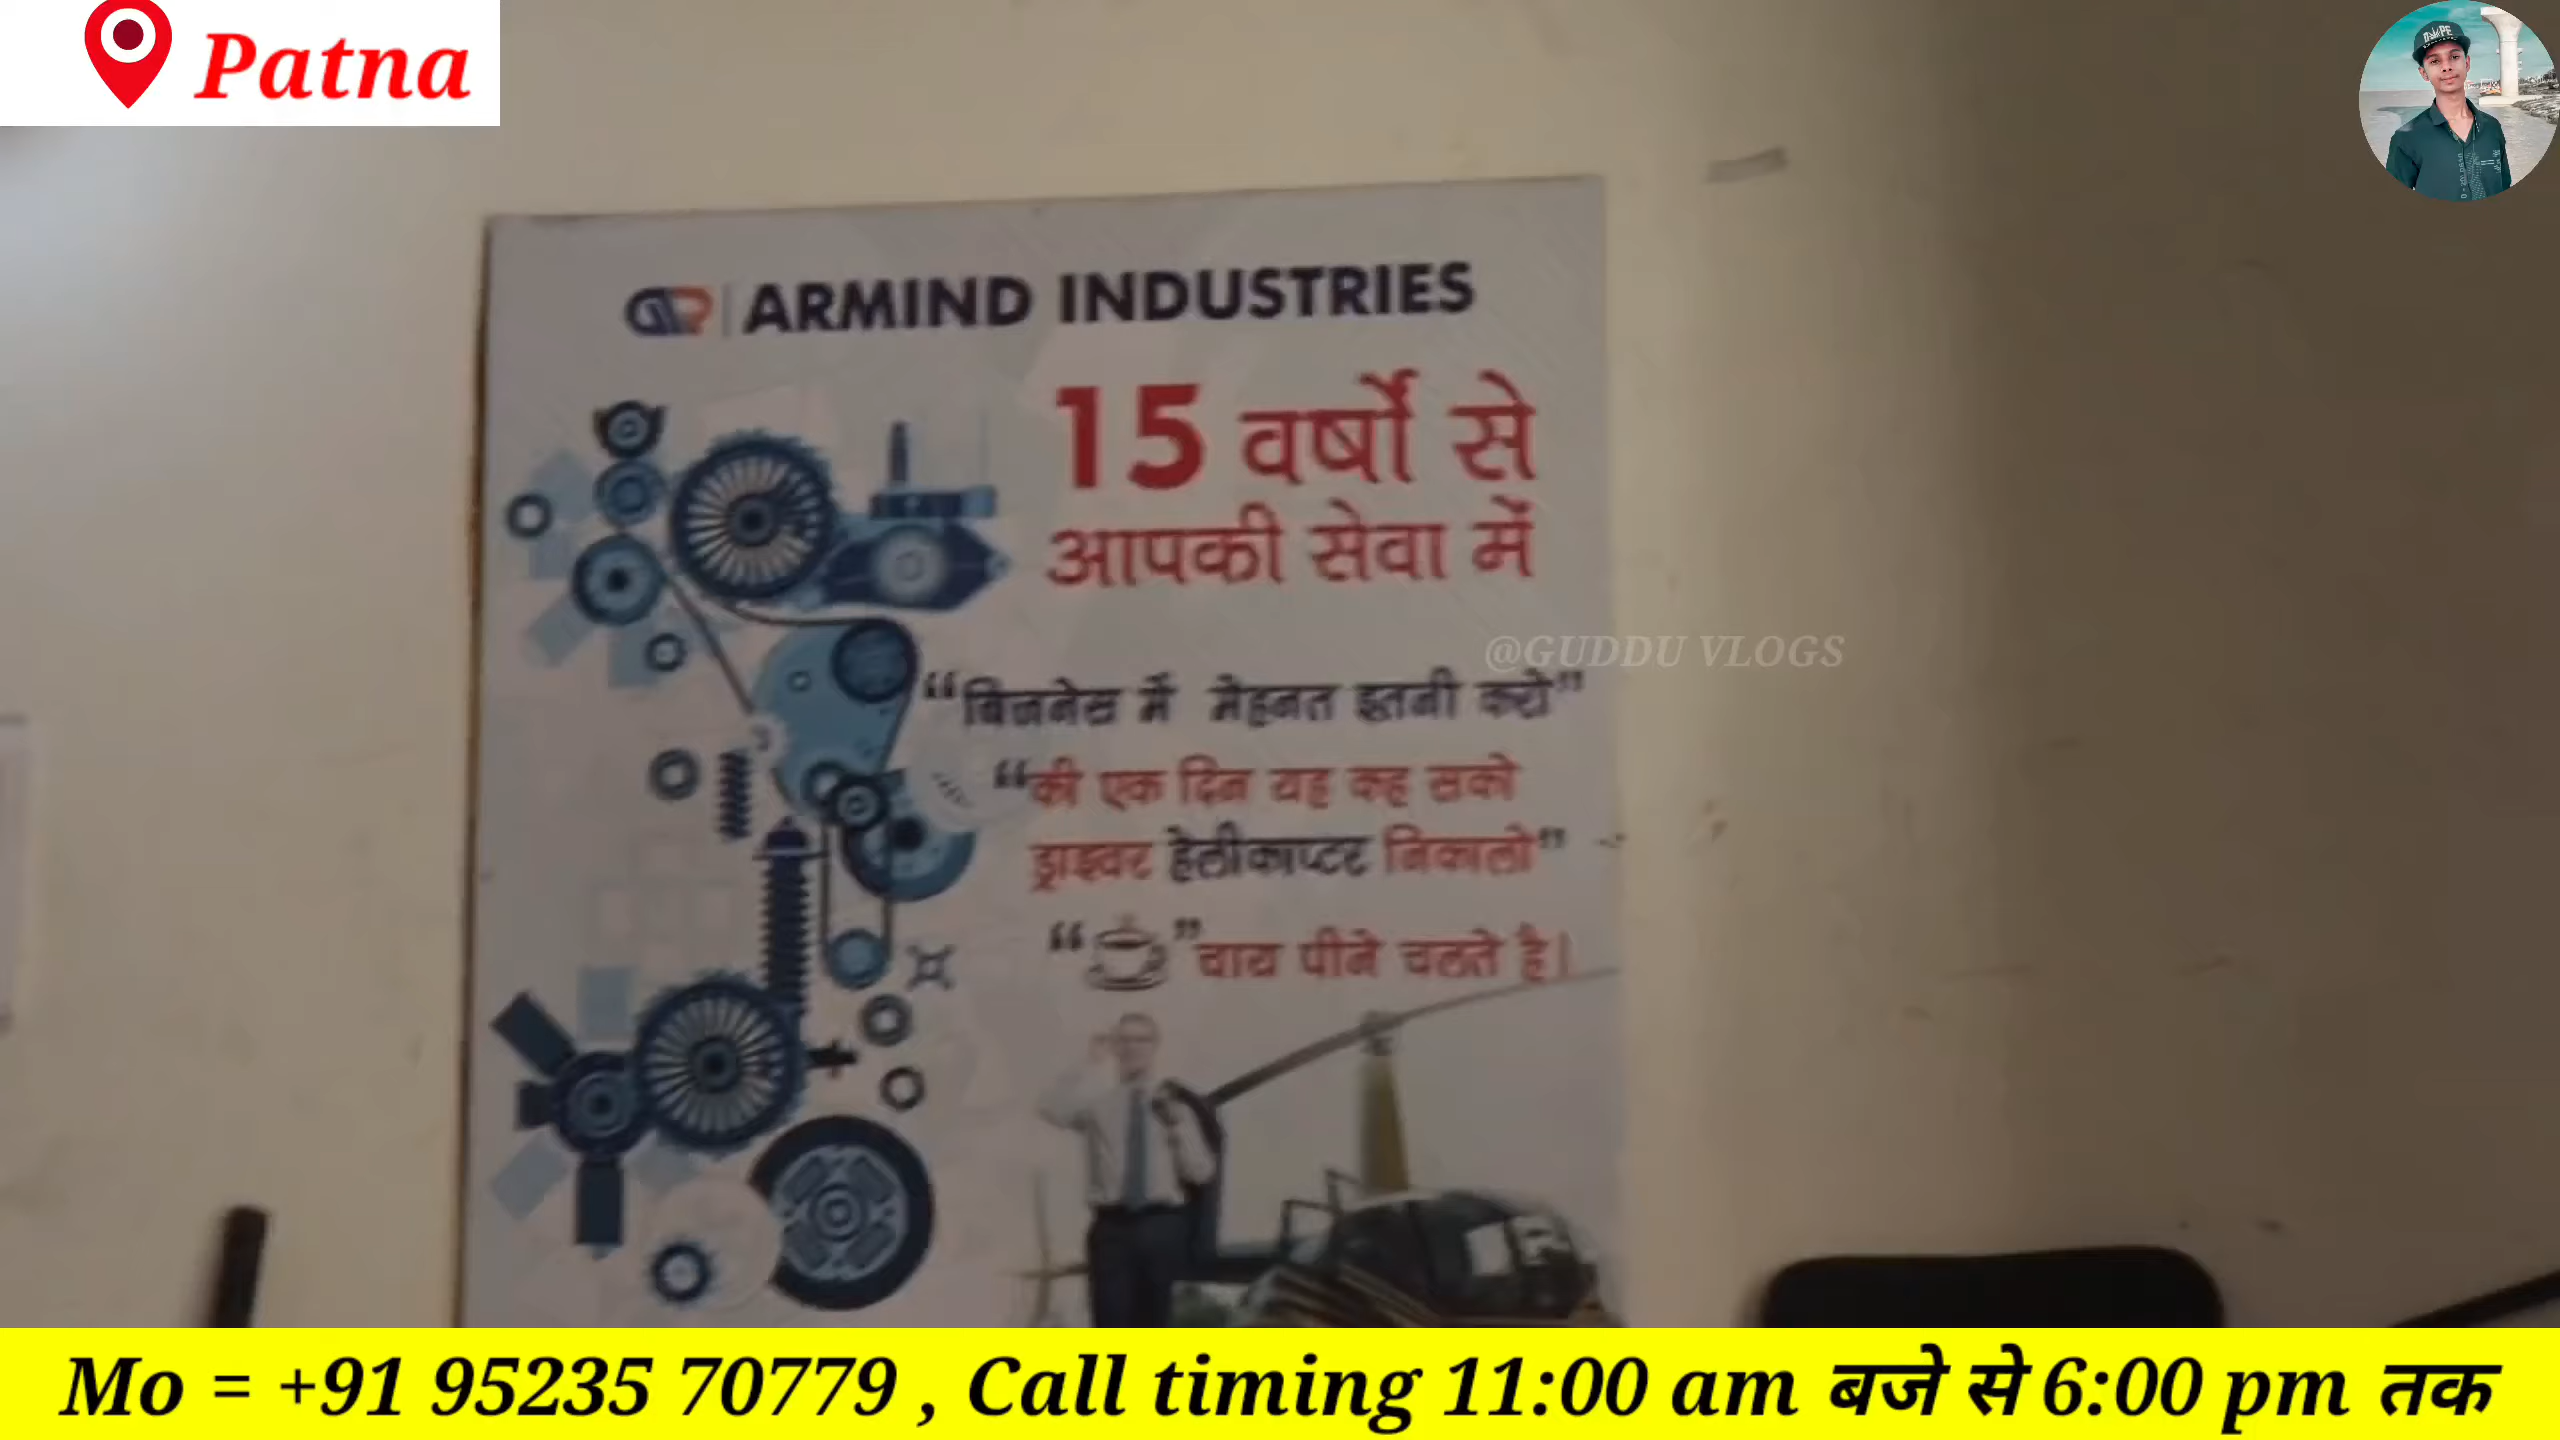 Patna
ARMIND INDUSTRIES
15 वर्षों से
आपकी सेवा में
@GUDDU VLOGS
“बिजनेस में मेहनत इतनी करो”
“की एक दिन यह कह सको
ड्राइवर हेलीकाप्टर निकालो”
“ ”चाय पीने चलते है।
Mo = +91 95235 70779 , Call timing 11:00 am बजे से 6:00 pm तक